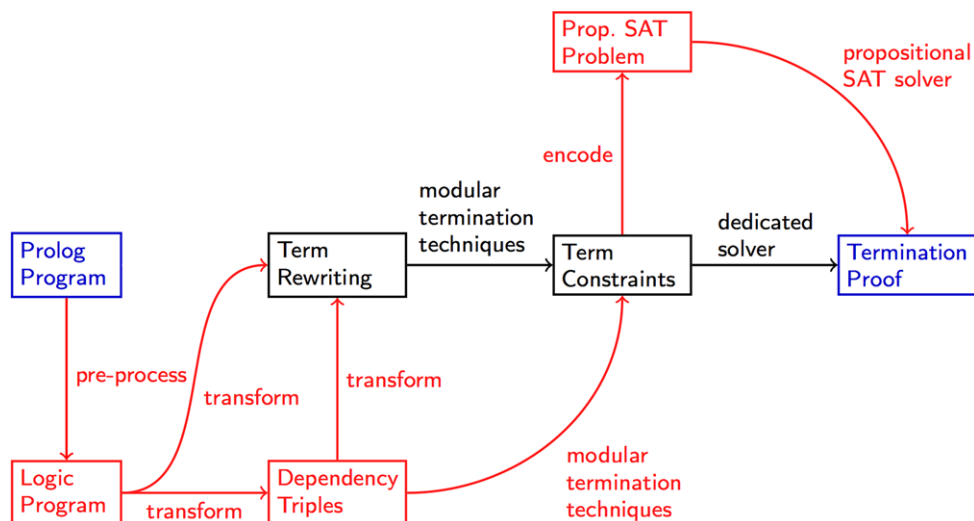 Prop. SAT
Problem
propositional
SAT solver
encode
modular
termination
techniques
dedicated
solver
Prolog
Program
Term
Rewriting
Term
Constraints
Termination
Proof
pre-process
transform
transform
Logic
Program
transform
Dependency
Triples
modular
termination
techniques